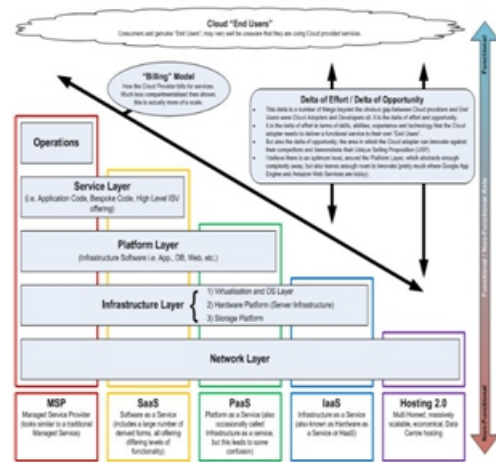 Cloud "End Users"
Consumers and genuine "End Users", may very well be unaware that they are using Cloud provided services.
Functional
"Billing" Model
How the Cloud Provider bills for services.
Much less compartmentalised than shown,
this is actually more of a scale.
Delta of Effort / Delta of Opportunity
This delta is a number of things beyond the obvious gap between Cloud providers and End
Users were Cloud Adopters and Developers sit, it is the delta of effort and opportunity.
It is the delta of effort in terms of skills, abilities, experience and technology that the Cloud
adopter needs to deliver a functional service to their own "End Users".
But also the delta of opportunity, the area in which the Cloud adopter can innovate against
their competitors and demonstrate their Unique Selling Proposition (USP)
I believe there is an optimum level, around the Platform Layer, which abstracts enough
complexity away, but also leaves enough room to innovate (pretty much where Google App
Engine and Amazon Web Services are today).
Functional / Non-Functional Axis
Operations
Service Layer
(i.e. Application Code, Bespoke Code, High Level ISV
offering)
Platform Layer
(Infrastructure Software i.e. App., DB, Web, etc.)
Infrastructure Layer
1) Virtualisation and OS Layer
2) Hardware Platform (Server Infrastructure)
3) Storage Platform
Network Layer
MSP
Managed Service Provider
(looks similar to a traditional
Managed Service)
SaaS
Software as a Service
(includes a large number
of derived forms, all offering
differing levels of
functionality)
PaaS
Platform as a Service (also
occasionally called
Infrastructure as a service,
but this leads to some
confusion)
IaaS
Infrastructure as a Service
(also known as Hardware as
a Service or HaaS)
Hosting 2.0
Multi Homed, massively
scalable, economical, Data
Centre hosting
Non-Functional